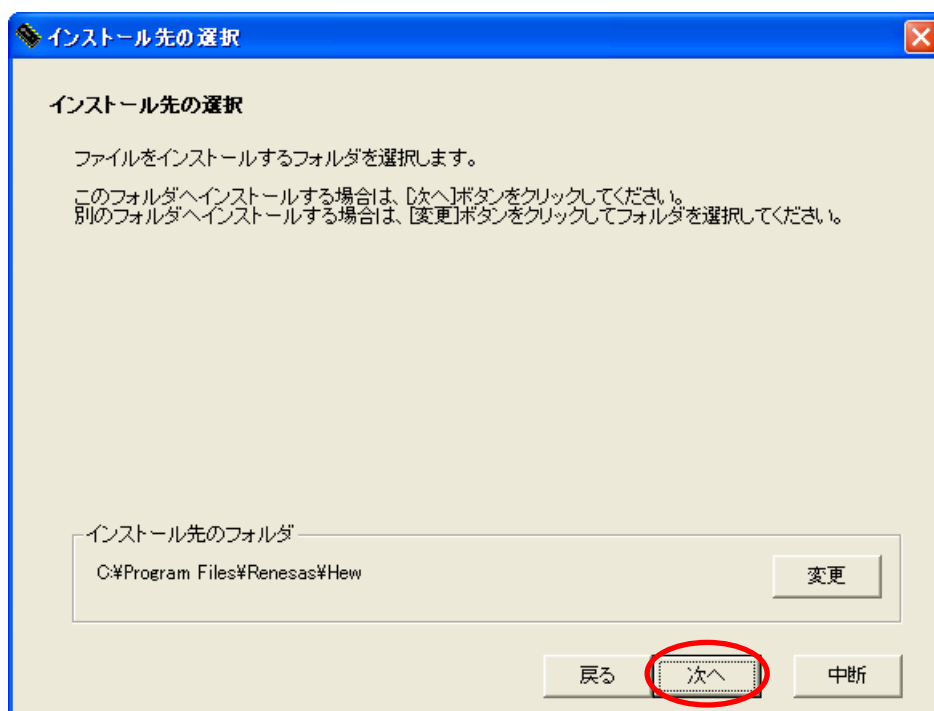 インストール先の選択
インストール先の選択
ファイルをインストールするフォルダを選択します。
このフォルダへインストールする場合は、[次へ]ボタンをクリックしてください。
別のフォルダへインストールする場合は、[変更]ボタンをクリックしてフォルダを選択してください。
インストール先のフォルダ
C:¥Program Files¥Renesas¥Hew
変更
戻る
次へ
中断